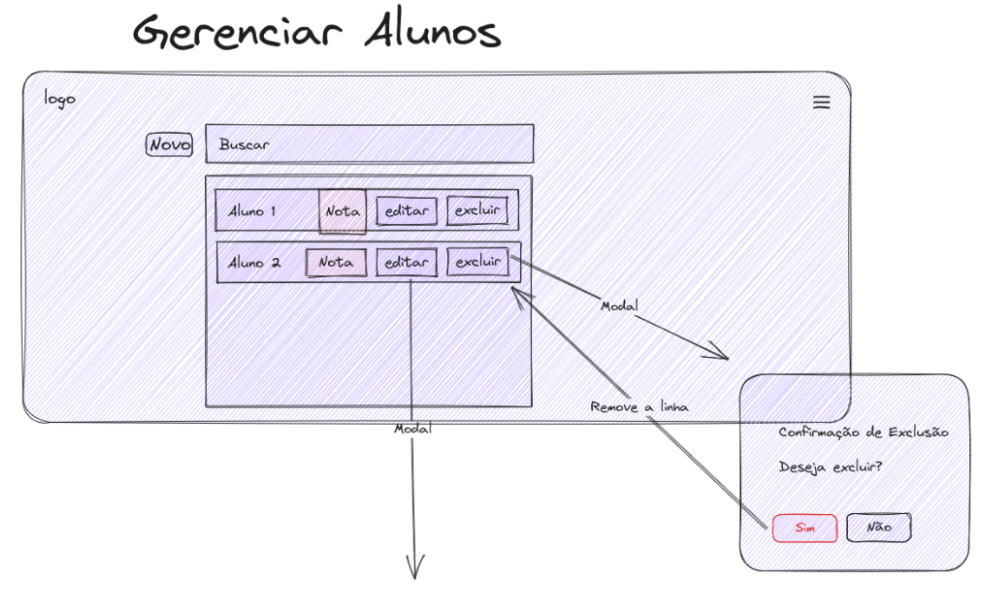 Gerenciar Alunos
logo
Novo
Buscar
Aluno 1 Nota editar excluir
Aluno 2 Nota editar excluir
Modal
Remove a linha
Modal
Confirmação de Exclusão
Deseja excluir?
Sim Não